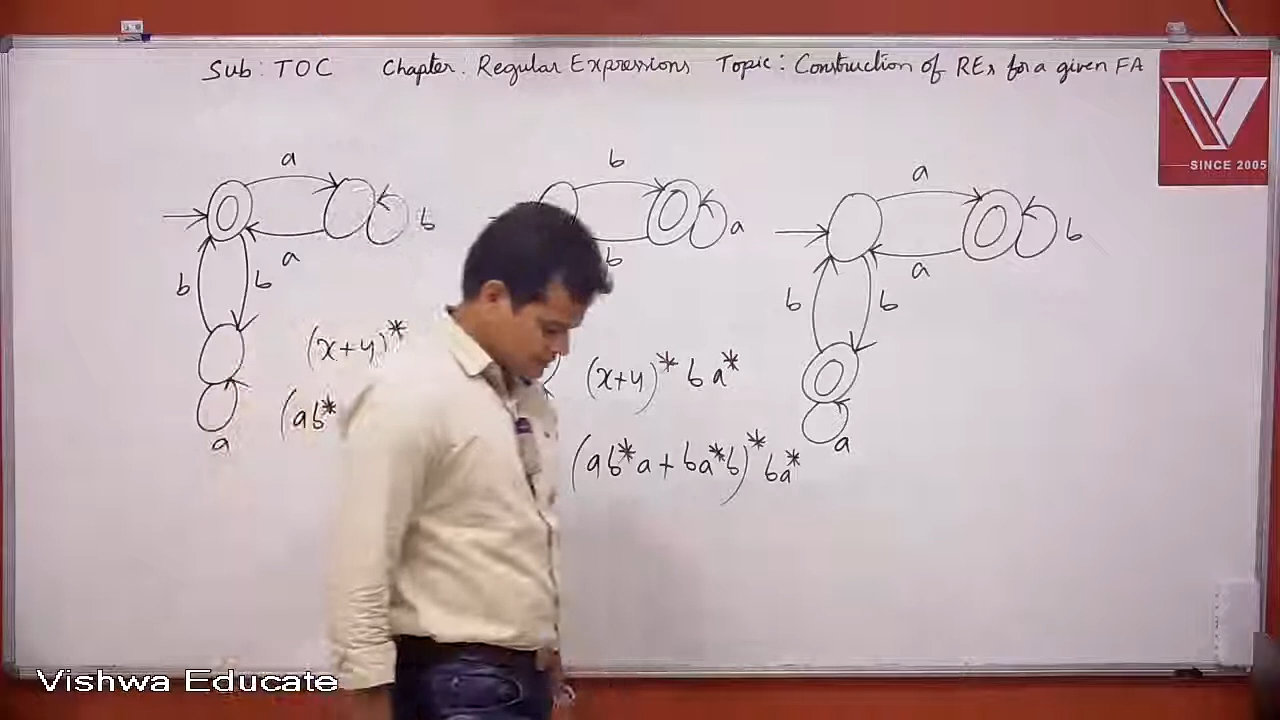 Sub : TOC Chapter. Regular Expressions Topic : Construction of REs for a given FA
SINCE 2005
a
b
a
b
b
a
b
a
b
a
b
a
b
b
a
(x+y)*
(ab*
(x+y)* ba*
(ab*a + ba*b)* ba*
Vishwa Educate